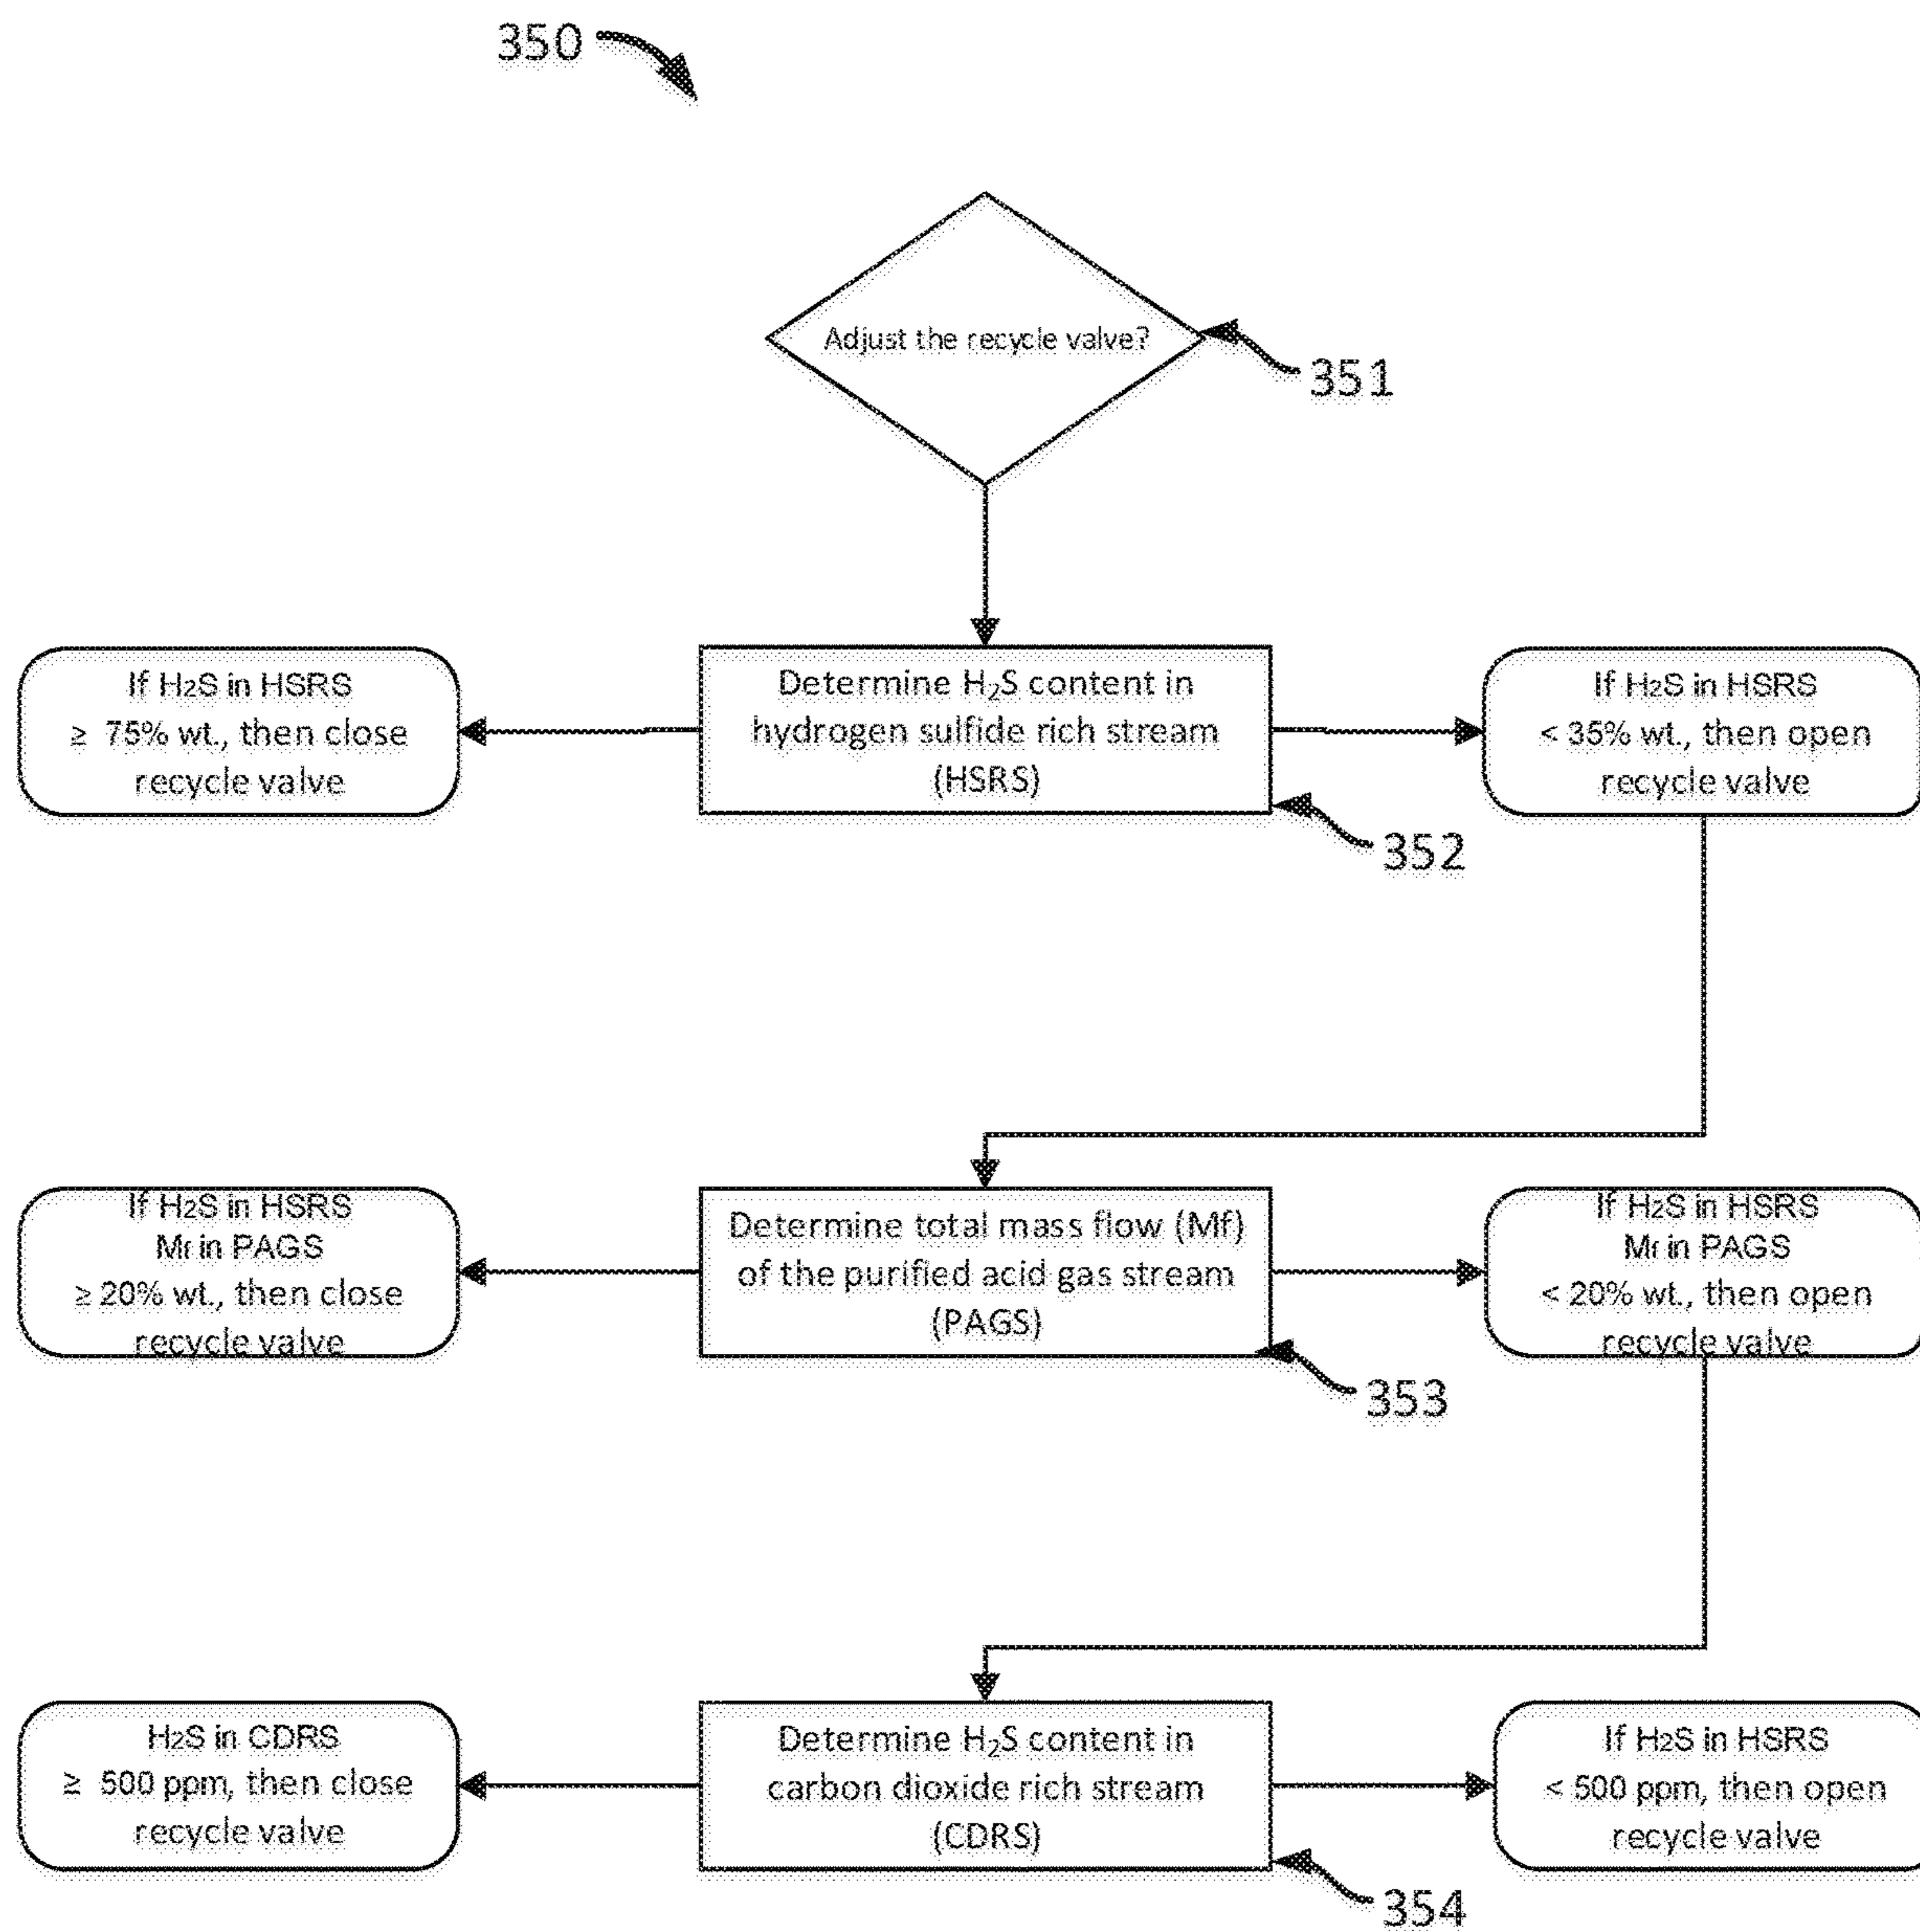 350
Adjust the recycle valve?
351
If H2S in HSRS
≥ 75% wt., then close
recycle valve
Determine H₂S content in
hydrogen sulfide rich stream
(HSRS)
If H2S in HSRS
< 35% wt., then open
recycle valve
352
If H2S in HSRS
Mr in PAGS
≥ 20% wt., then close
recycle valve
Determine total mass flow (Mf)
of the purified acid gas stream
(PAGS)
If H2S in HSRS
Mr in PAGS
< 20% wt., then open
recycle valve
353
H2S in CDRS
≥ 500 ppm, then close
recycle valve
Determine H₂S content in
carbon dioxide rich stream
(CDRS)
If H2S in HSRS
< 500 ppm, then open
recycle valve
354